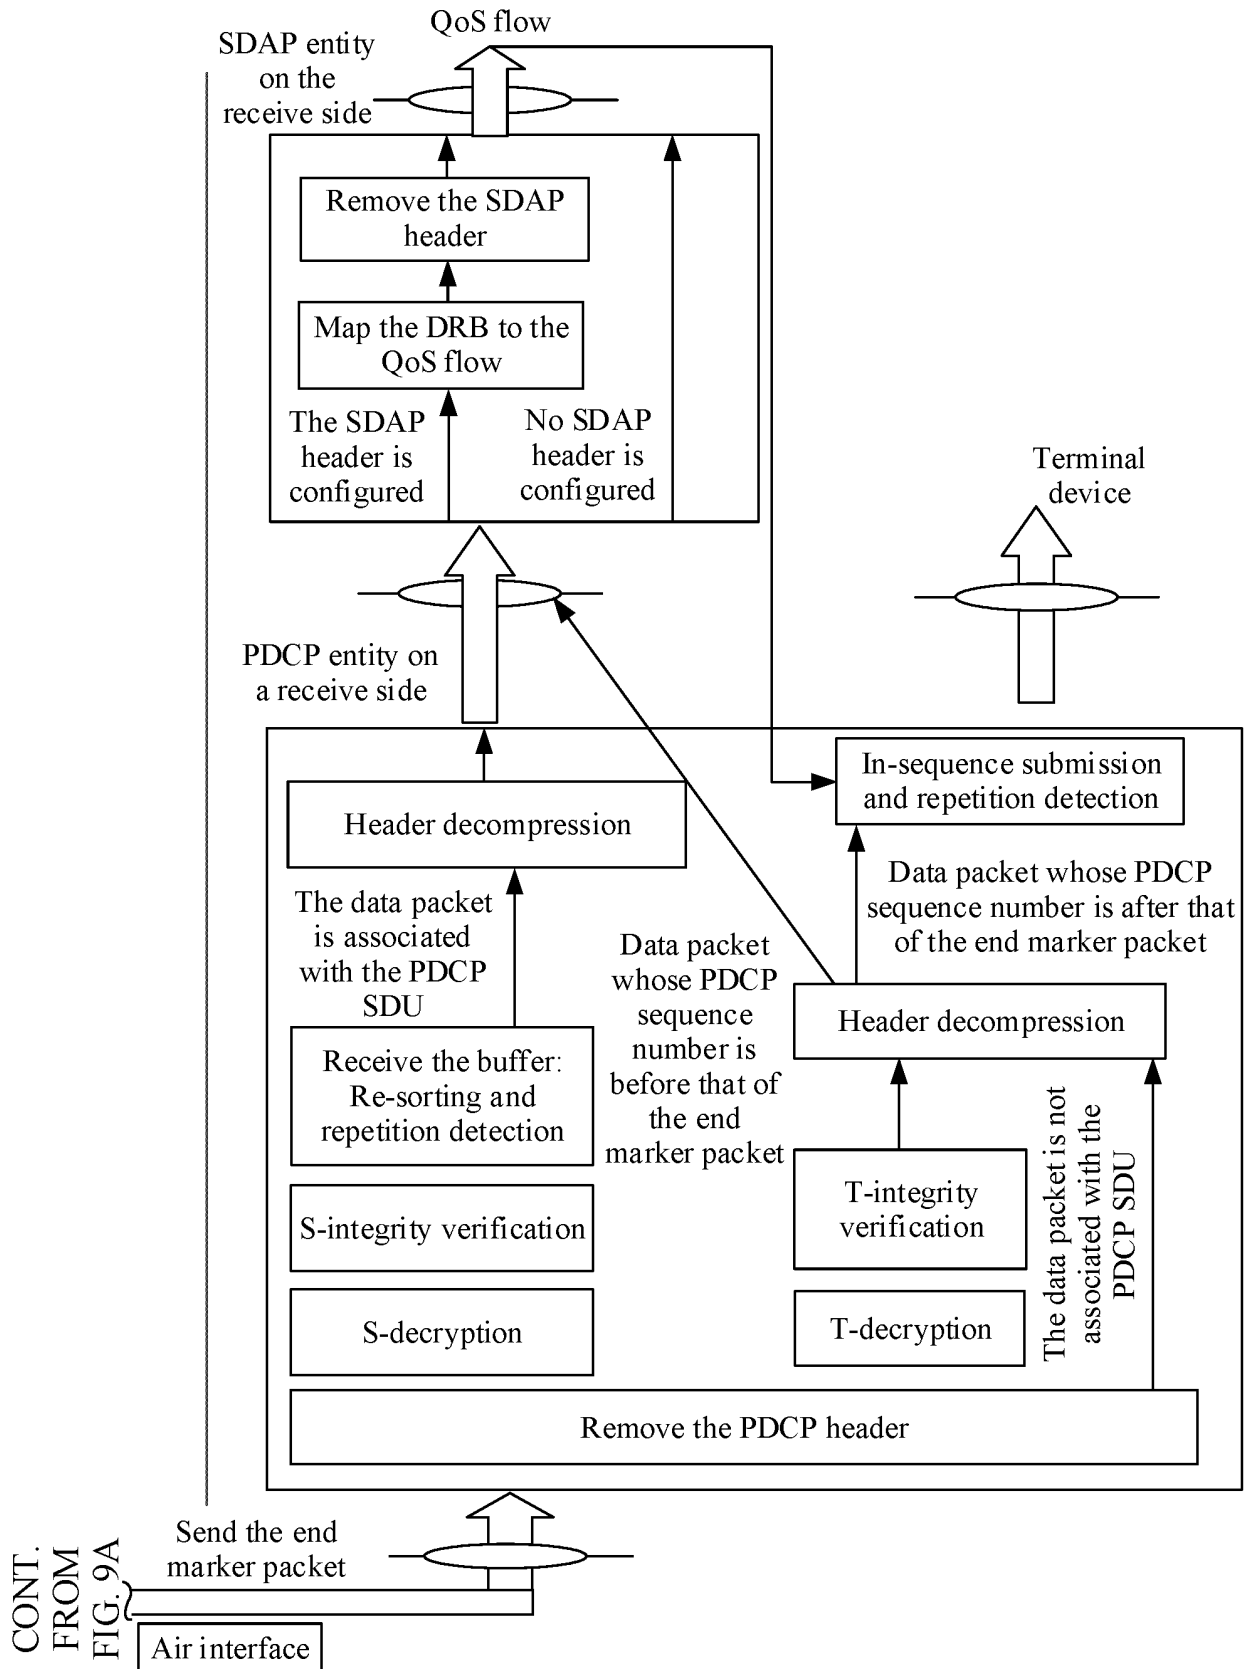 QoS flow
SDAP entity
on the
receive side
Remove the SDAP
header
Map the DRB to the
QoS flow
The SDAP
header is
configured
No SDAP
header is
configured
Terminal
device
PDCP entity on
a receive side
In-sequence submission
and repetition detection
Header decompression
Data packet whose PDCP
sequence number is after that
of the end marker packet
The data packet
is associated
with the PDCP
SDU
Data packet
whose PDCP
sequence
number is
before that of
the end
marker packet
Header decompression
Receive the buffer:
Re-sorting and
repetition detection
The data packet is not
associated with the
PDCP SDU
T-integrity
verification
S-integrity verification
S-decryption
T-decryption
Remove the PDCP header
Send the end
marker packet
CONT.
FROM
FIG. 9A
Air interface